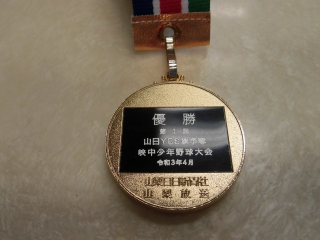 優勝
山日YBS旗争奪
峡中少年野球大会
令和3年4月
山梨日日新聞社
山梨放送